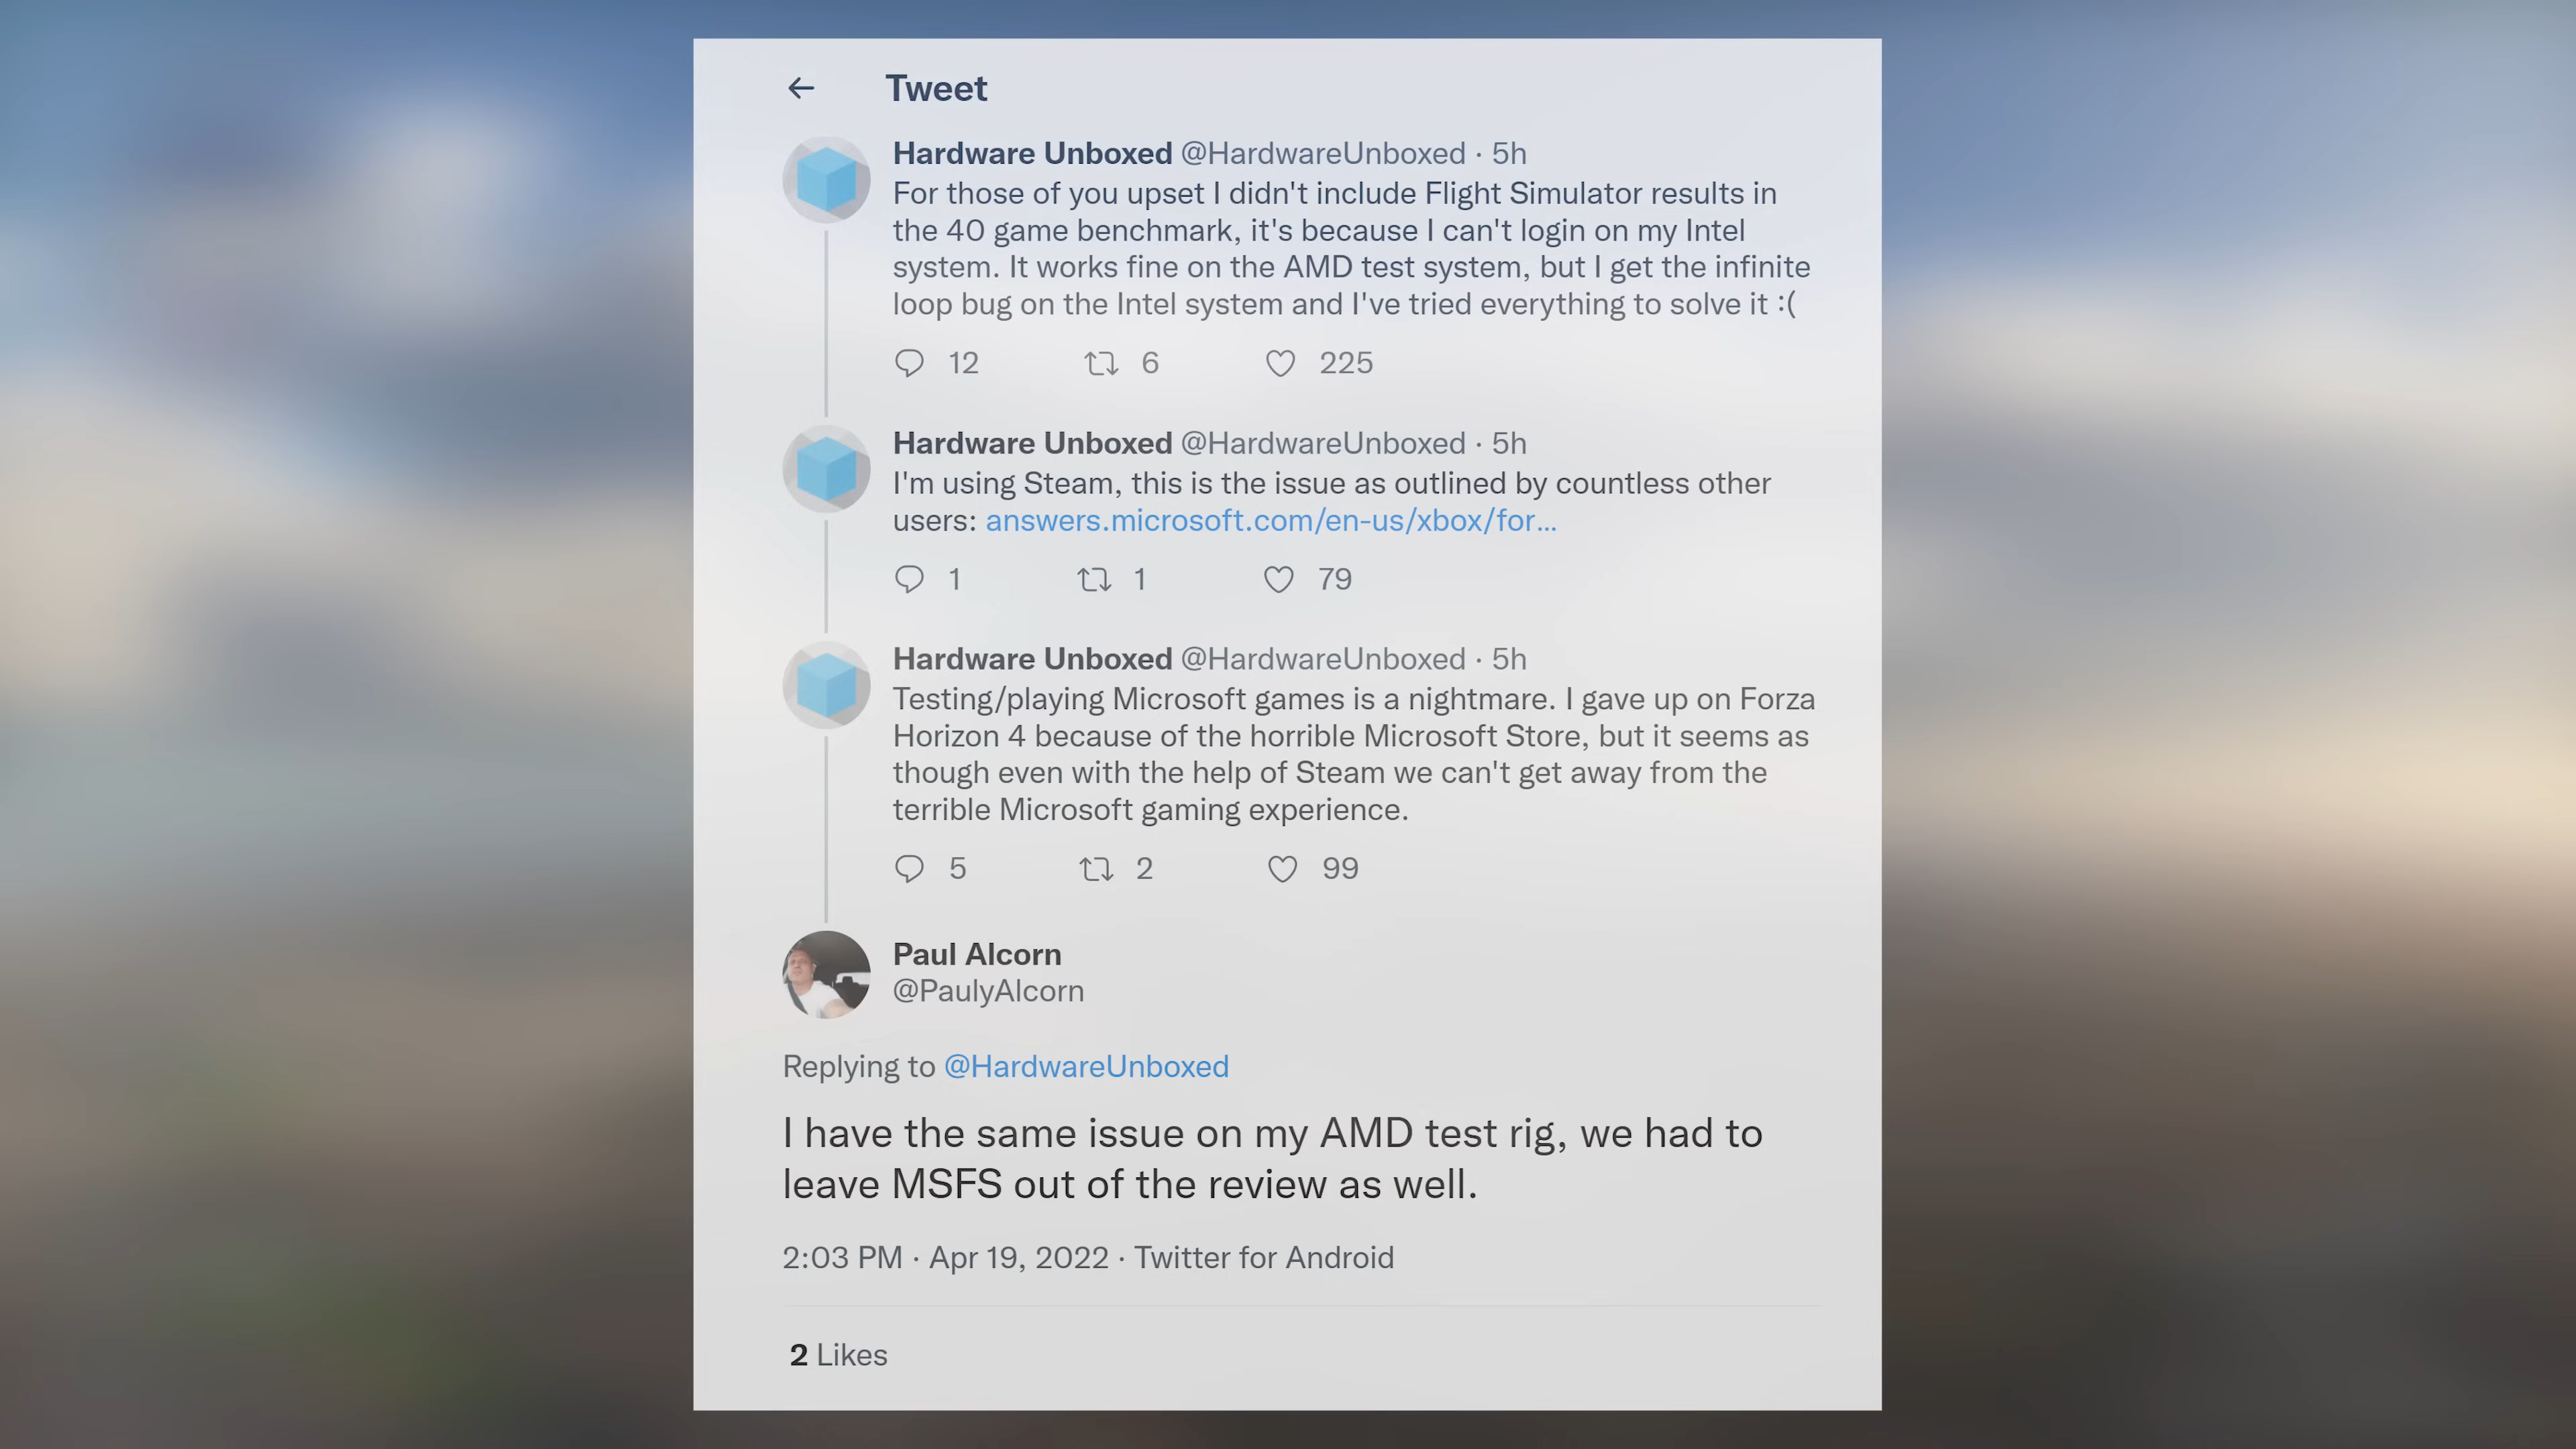 Tweet
Hardware Unboxed @HardwareUnboxed · 5h
For those of you upset I didn't include Flight Simulator results in
the 40 game benchmark, it's because I can't login on my Intel
system. It works fine on the AMD test system, but I get the infinite
loop bug on the Intel system and I've tried everything to solve it :(
12 6 225
Hardware Unboxed @HardwareUnboxed · 5h
I'm using Steam, this is the issue as outlined by countless other
users: answers.microsoft.com/en-us/xbox/for...
1 1 79
Hardware Unboxed @HardwareUnboxed · 5h
Testing/playing Microsoft games is a nightmare. I gave up on Forza
Horizon 4 because of the horrible Microsoft Store, but it seems as
though even with the help of Steam we can't get away from the
terrible Microsoft gaming experience.
5 2 99
Paul Alcorn
@PaulyAlcorn
Replying to @HardwareUnboxed
I have the same issue on my AMD test rig, we had to
leave MSFS out of the review as well.
2:03 PM · Apr 19, 2022 · Twitter for Android
2 Likes